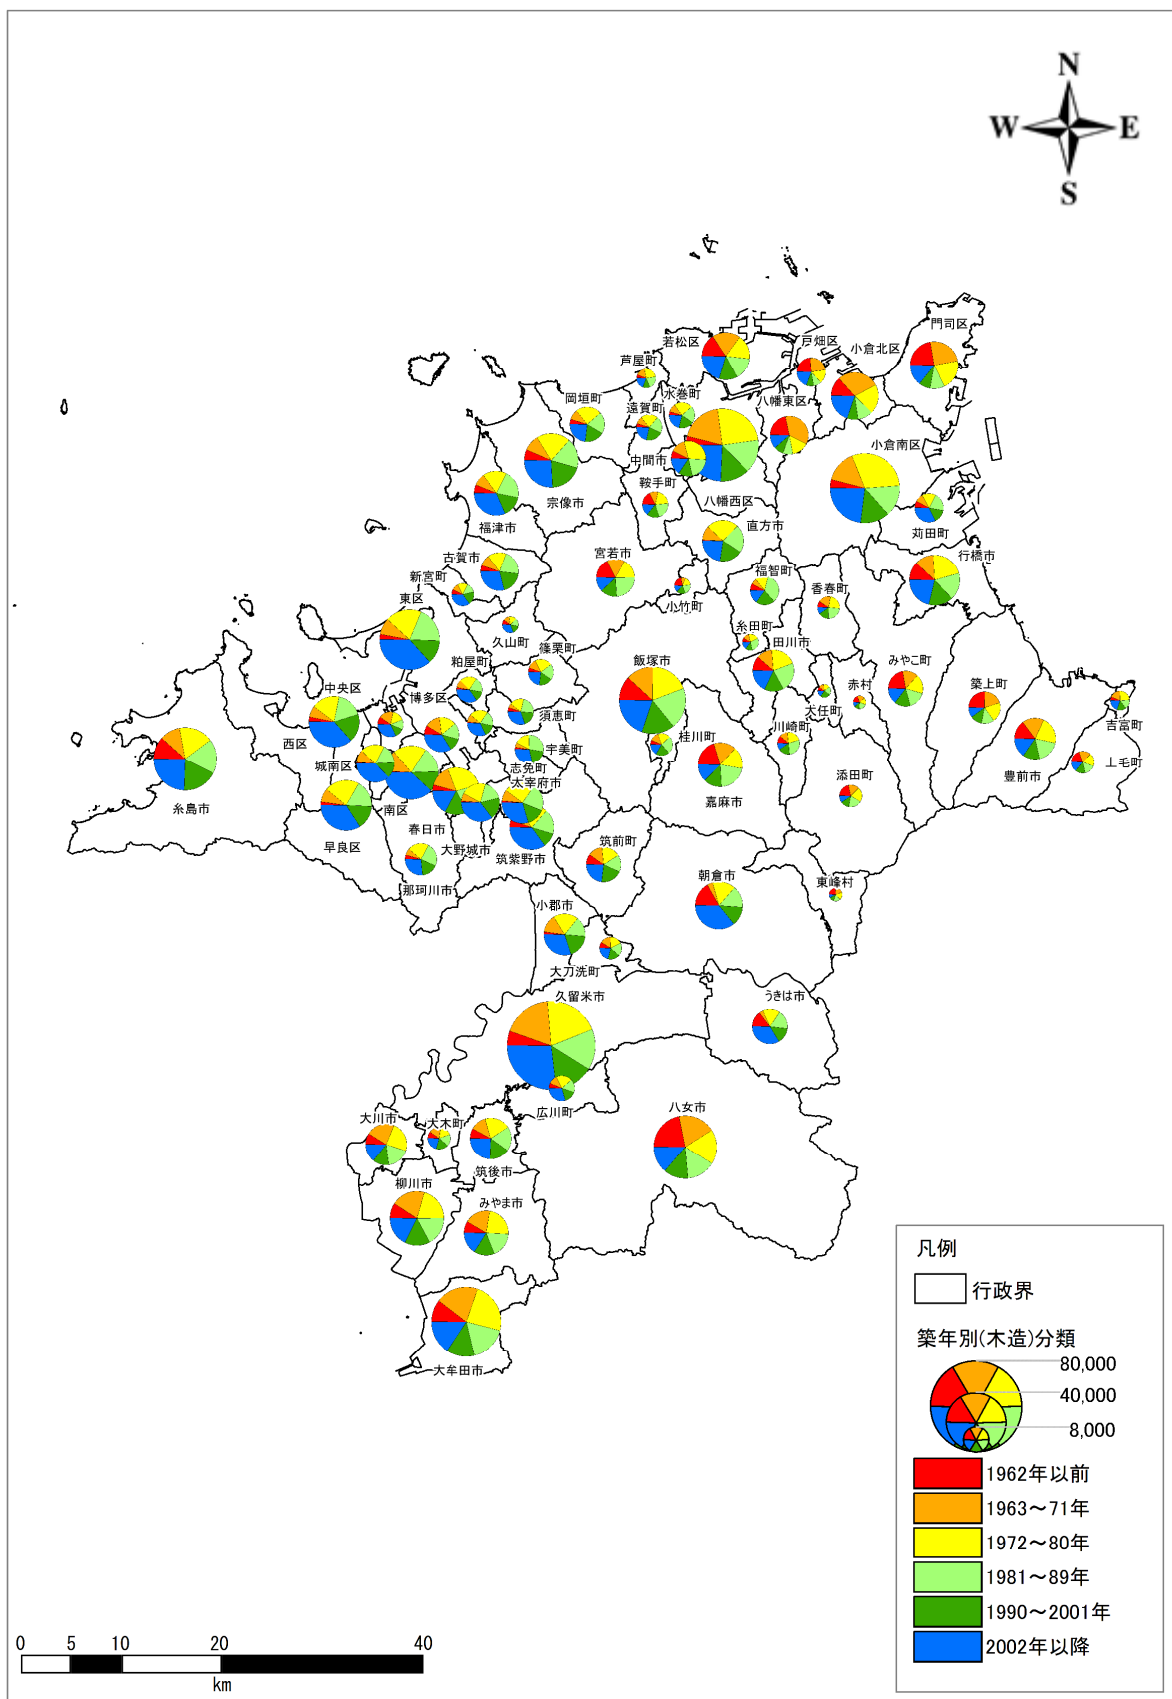 N
W
E
S
門司区
若松区
戸畑区
小倉北区
芦屋町
岡垣町
遠賀町
水巻町
八幡東区
小倉南区
中間市
宗像市
鞍手町
八幡西区
福津市
直方市
苅田町
古賀市
宮若市
行橋市
新宮町
福智町
香春町
東区
小竹町
久山町
糸田町
篠栗町
田川市
粕屋町
飯塚市
みやこ町
中央区
博多区
赤村
築上町
須恵町
大任町
吉富町
西区
桂川町
川崎町
宇美町
城南区
志免町
上毛町
太宰府市
添田町
豊前市
糸島市
南区
嘉麻市
春日市
早良区
大野城市
筑前町
筑紫野市
朝倉市
那珂川市
東峰村
小郡市
大刀洗町
久留米市
うきは市
広川町
八女市
大川市
大木町
筑後市
柳川市
みやま市
大牟田市
凡例
行政界
築年別(木造)分類
80,000
40,000
8,000
1962年以前
1963～71年
1972～80年
1981～89年
1990～2001年
2002年以降
0 5 10 20 40
km